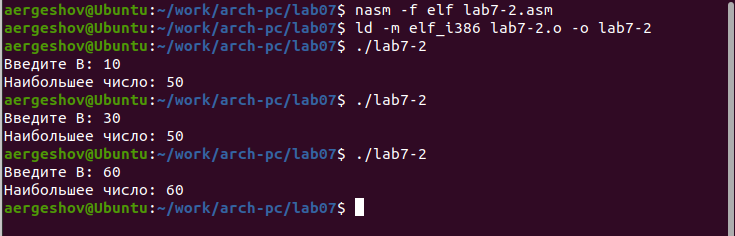 aergeshov@Ubuntu:~/work/arch-pc/lab07$ nasm -f elf lab7-2.asm
aergeshov@Ubuntu:~/work/arch-pc/lab07$ ld -m elf_i386 lab7-2.o -o lab7-2
aergeshov@Ubuntu:~/work/arch-pc/lab07$ ./lab7-2
Введите B: 10
Наибольшее число: 50
aergeshov@Ubuntu:~/work/arch-pc/lab07$ ./lab7-2
Введите B: 30
Наибольшее число: 50
aergeshov@Ubuntu:~/work/arch-pc/lab07$ ./lab7-2
Введите B: 60
Наибольшее число: 60
aergeshov@Ubuntu:~/work/arch-pc/lab07$